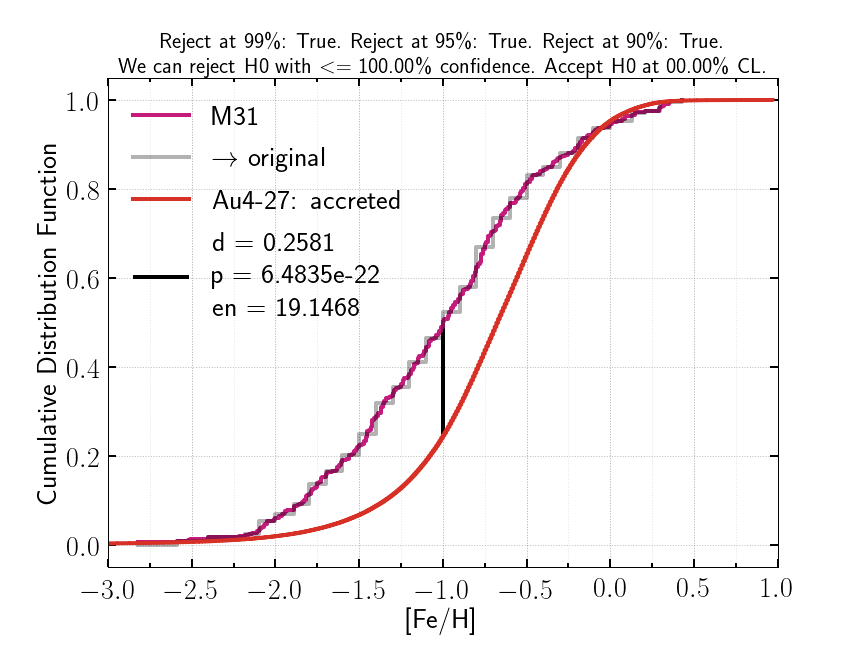 Reject at 99%: True. Reject at 95%: True. Reject at 90%: True.
We can reject H0 with <= 100.00% confidence. Accept H0 at 00.00% CL.
M31
→ original
Au4-27: accreted
d = 0.2581
p = 6.4835e-22
en = 19.1468
Cumulative Distribution Function
1.0
0.8
0.6
0.4
0.2
0.0
−3.0 −2.5 −2.0 −1.5 −1.0 −0.5 0.0 0.5 1.0
[Fe/H]